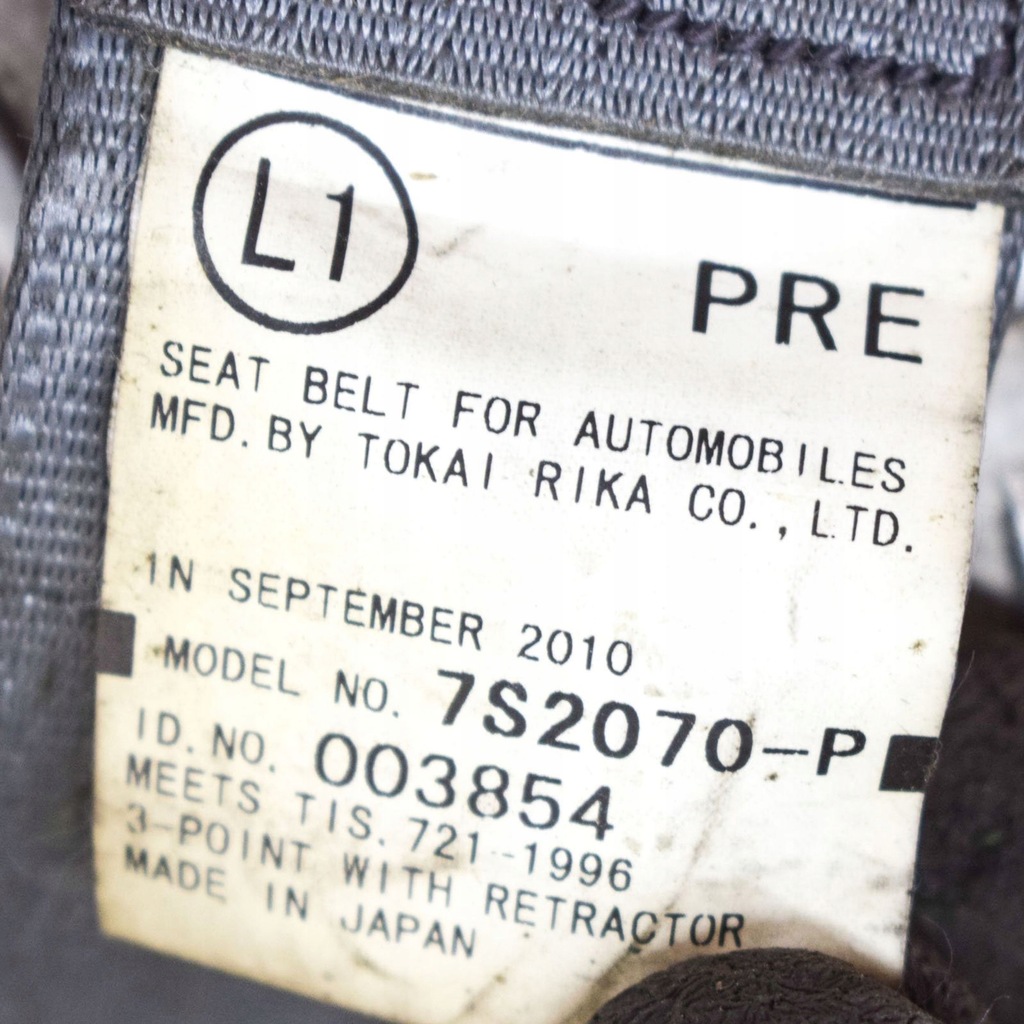 L1
PRE
SEAT BELT FOR AUTOMOBILES
MFD. BY TOKAI RIKA CO., LTD.
IN SEPTEMBER 2010
MODEL NO. 7S2070-P
ID. NO. 003854
MEETS TIS. 721-1996
3-POINT WITH RETRACTOR
MADE IN JAPAN